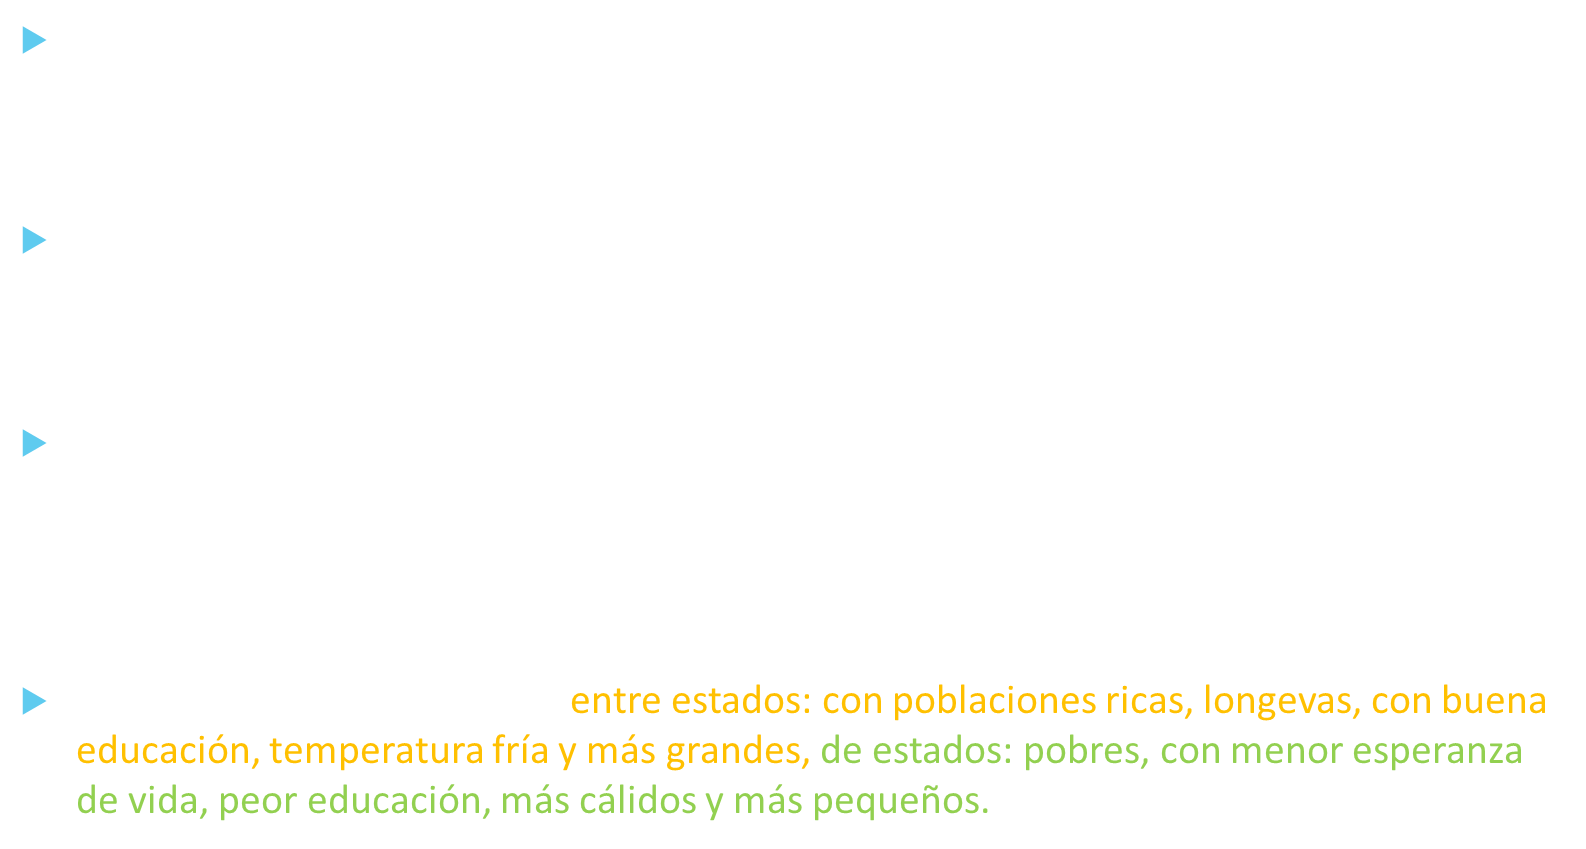 entre estados: con poblaciones ricas, longevas, con buena
educación, temperatura fría y más grandes, de estados: pobres, con menor esperanza
de vida, peor educación, más cálidos y más pequeños.